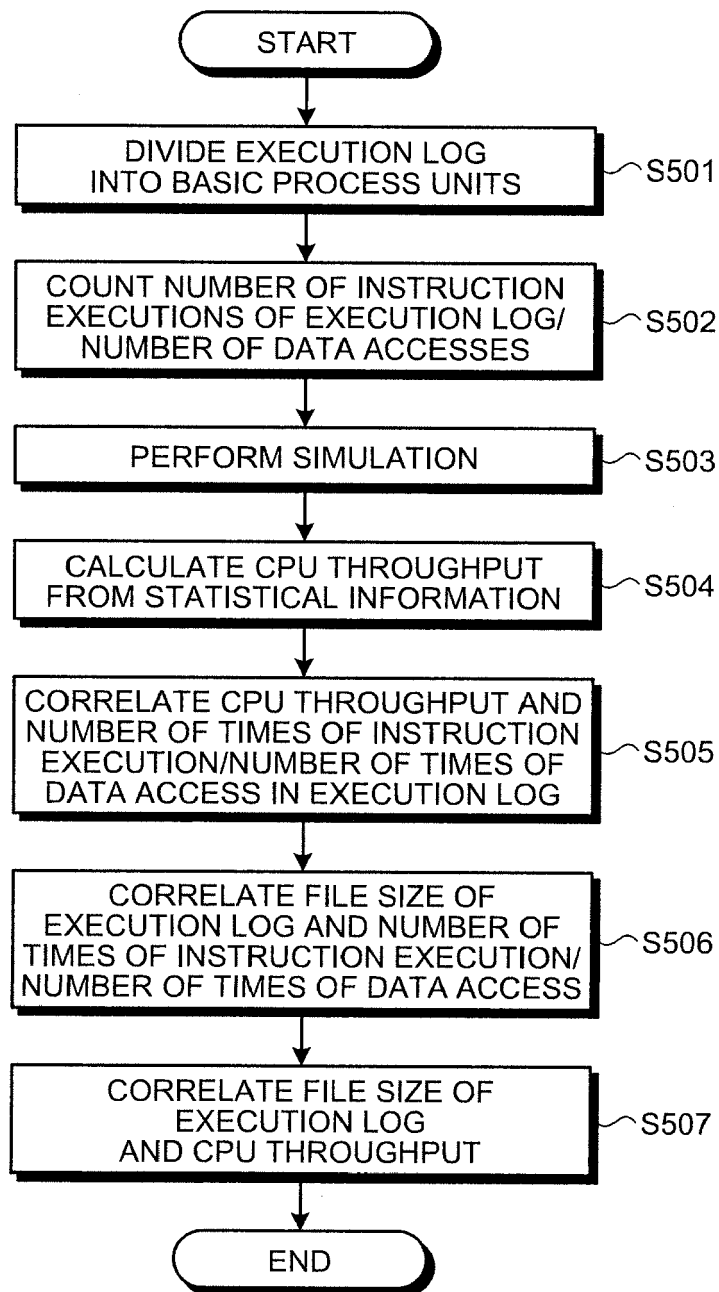 START
DIVIDE EXECUTION LOG
INTO BASIC PROCESS UNITS
S501
COUNT NUMBER OF INSTRUCTION
EXECUTIONS OF EXECUTION LOG/
NUMBER OF DATA ACCESSES
S502
PERFORM SIMULATION
S503
CALCULATE CPU THROUGHPUT
FROM STATISTICAL INFORMATION
S504
CORRELATE CPU THROUGHPUT AND
NUMBER OF TIMES OF INSTRUCTION
EXECUTION/NUMBER OF TIMES OF
DATA ACCESS IN EXECUTION LOG
S505
CORRELATE FILE SIZE OF
EXECUTION LOG AND NUMBER OF
TIMES OF INSTRUCTION EXECUTION/
NUMBER OF TIMES OF DATA ACCESS
S506
CORRELATE FILE SIZE OF
EXECUTION LOG
AND CPU THROUGHPUT
S507
END